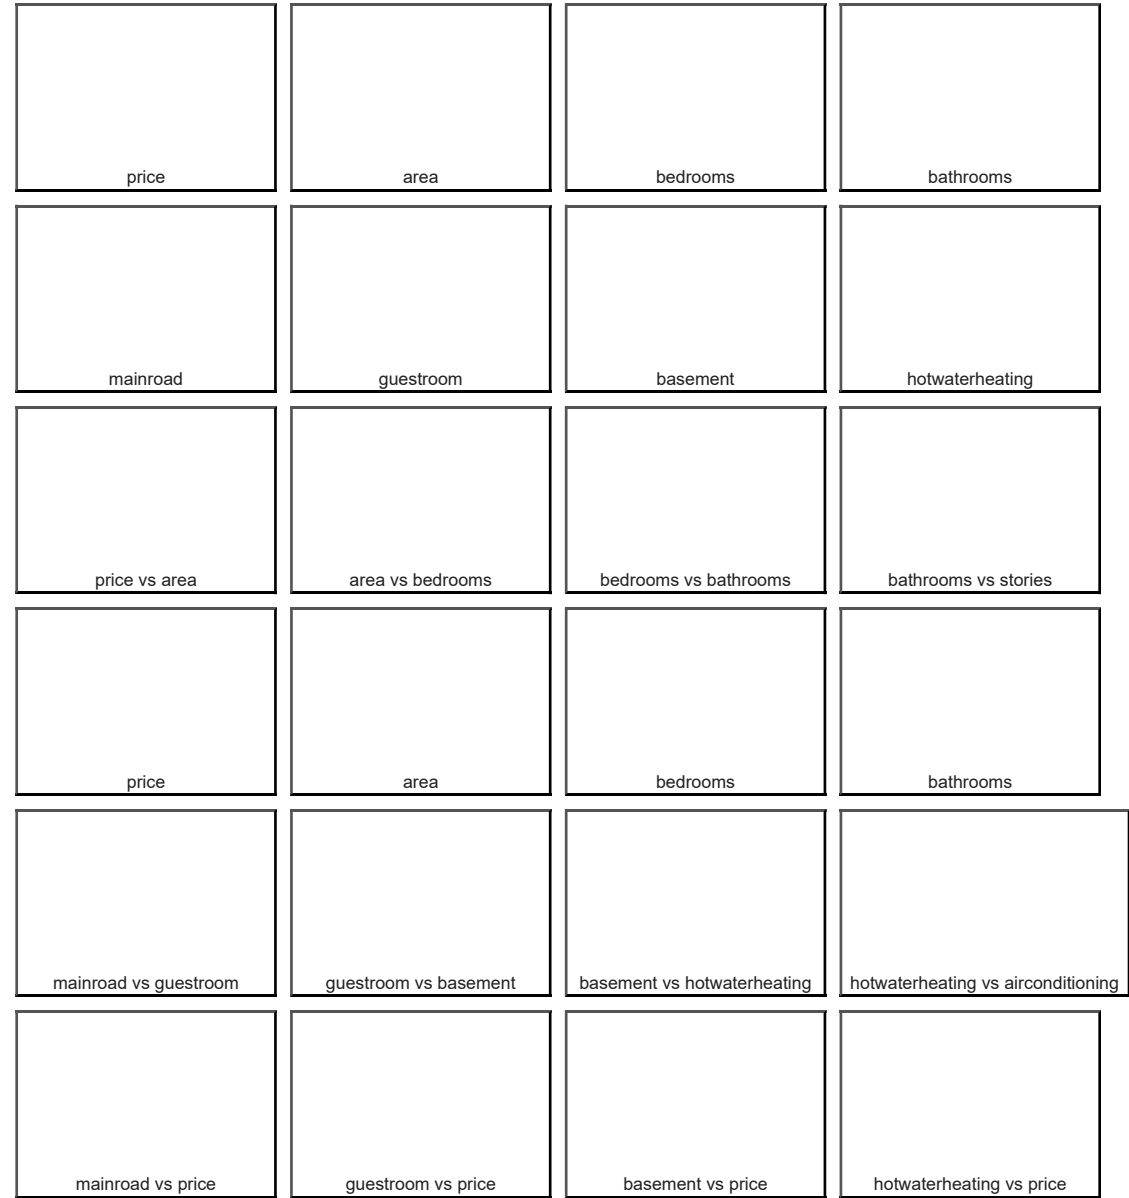 price area bedrooms bathrooms
mainroad guestroom basement hotwaterheating
price vs area area vs bedrooms bedrooms vs bathrooms bathrooms vs stories
price area bedrooms bathrooms
mainroad vs guestroom guestroom vs basement basement vs hotwaterheating hotwaterheating vs airconditioning
mainroad vs price guestroom vs price basement vs price hotwaterheating vs price